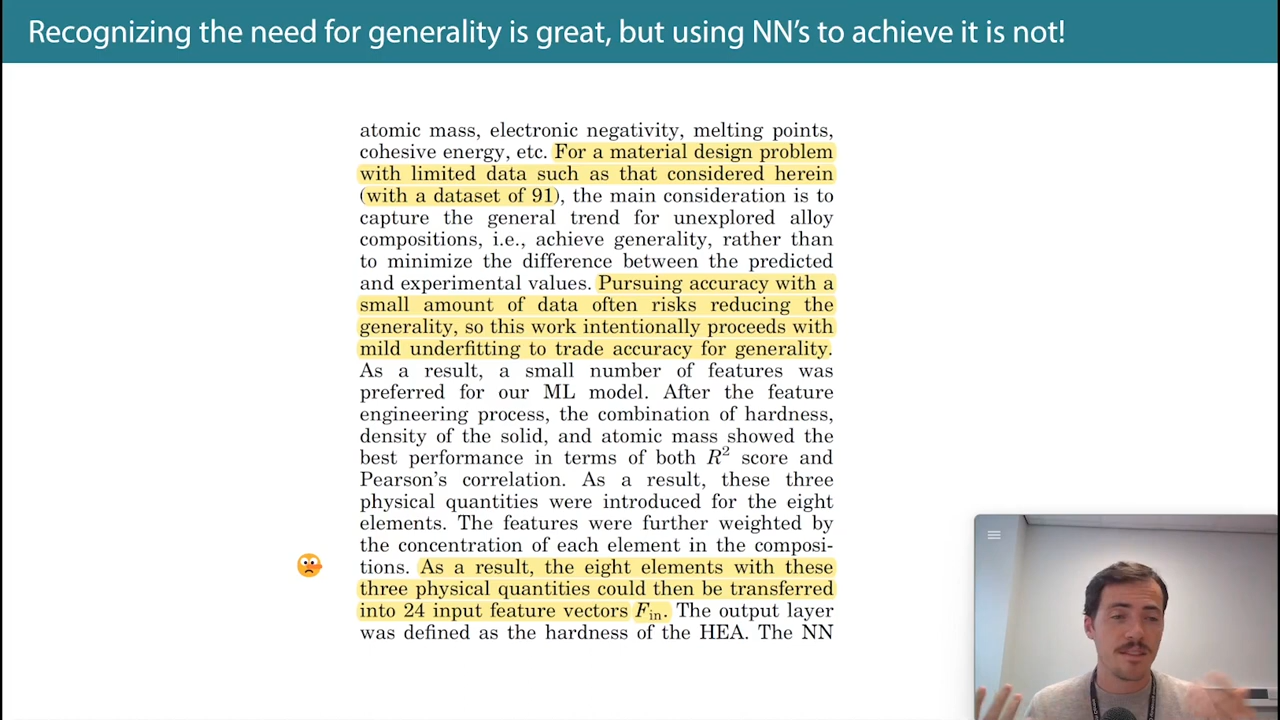 Recognizing the need for generality is great, but using NN's to achieve it is not!
atomic mass, electronic negativity, melting points,
cohesive energy, etc. For a material design problem
with limited data such as that considered herein
(with a dataset of 91), the main consideration is to
capture the general trend for unexplored alloy
compositions, i.e., achieve generality, rather than
to minimize the difference between the predicted
and experimental values. Pursuing accuracy with a
small amount of data often risks reducing the
generality, so this work intentionally proceeds with
mild underfitting to trade accuracy for generality.
As a result, a small number of features was
preferred for our ML model. After the feature
engineering process, the combination of hardness,
density of the solid, and atomic mass showed the
best performance in terms of both R² score and
Pearson's correlation. As a result, these three
physical quantities were introduced for the eight
elements. The features were further weighted by
the concentration of each element in the composi-
tions. As a result, the eight elements with these
three physical quantities could then be transferred
into 24 input feature vectors Fin. The output layer
was defined as the hardness of the HEA. The NN